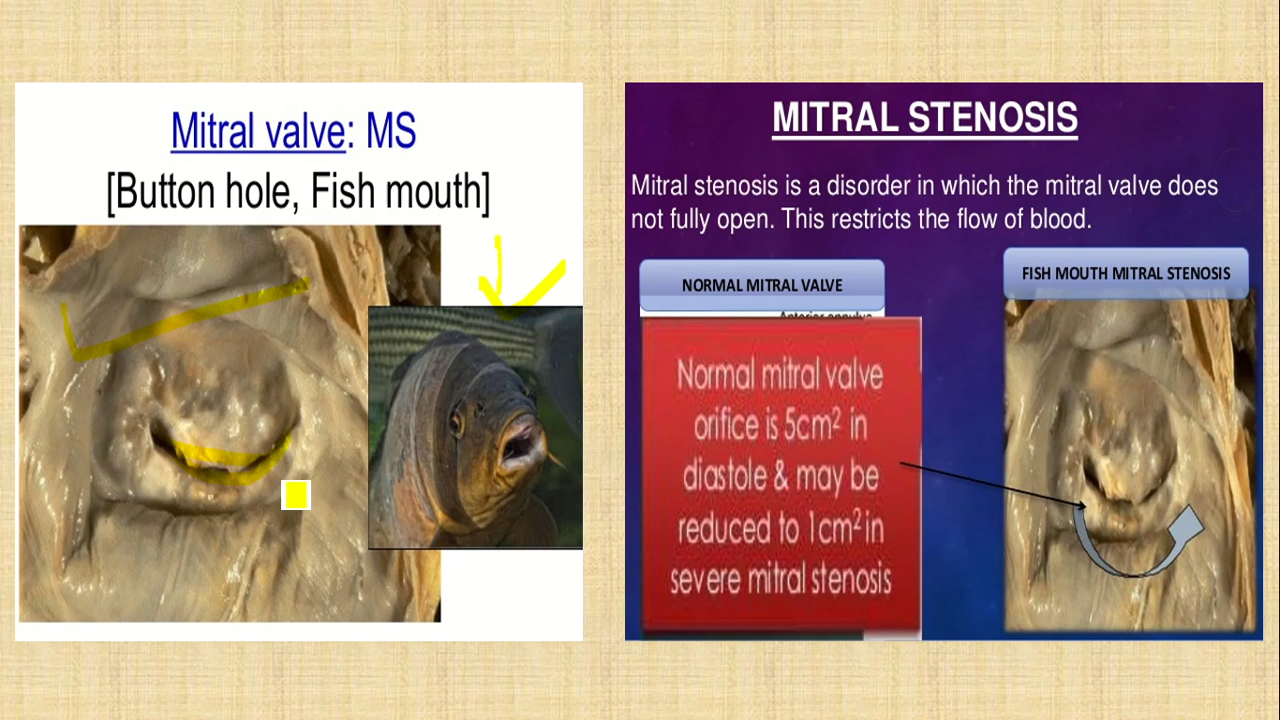 Mitral valve: MS
[Button hole, Fish mouth]
MITRAL STENOSIS
Mitral stenosis is a disorder in which the mitral valve does
not fully open. This restricts the flow of blood.
NORMAL MITRAL VALVE
FISH MOUTH MITRAL STENOSIS
Normal mitral valve
orifice is 5cm² in
diastole & may be
reduced to 1cm² in
severe mitral stenosis